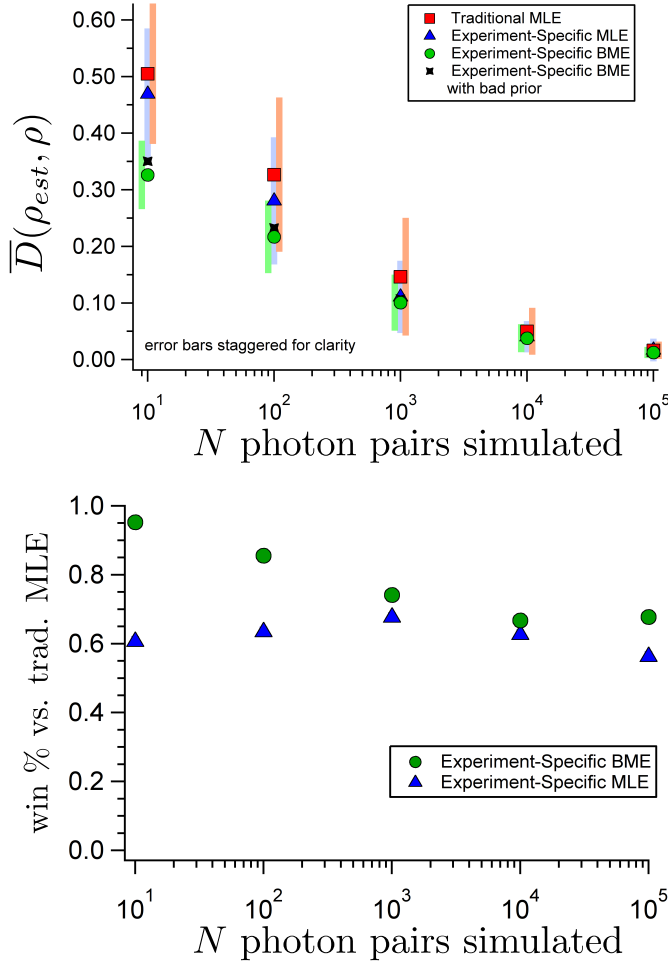 0.60
0.50
0.40
0.30
0.20
0.10
0.00
D̅(ρ_est, ρ)
Traditional MLE
Experiment-Specific MLE
Experiment-Specific BME
Experiment-Specific BME
with bad prior
error bars staggered for clarity
10¹ 10² 10³ 10⁴ 10⁵
N photon pairs simulated
1.0
0.8
0.6
0.4
0.2
0.0
win % vs. trad. MLE
Experiment-Specific BME
Experiment-Specific MLE
10¹ 10² 10³ 10⁴ 10⁵
N photon pairs simulated